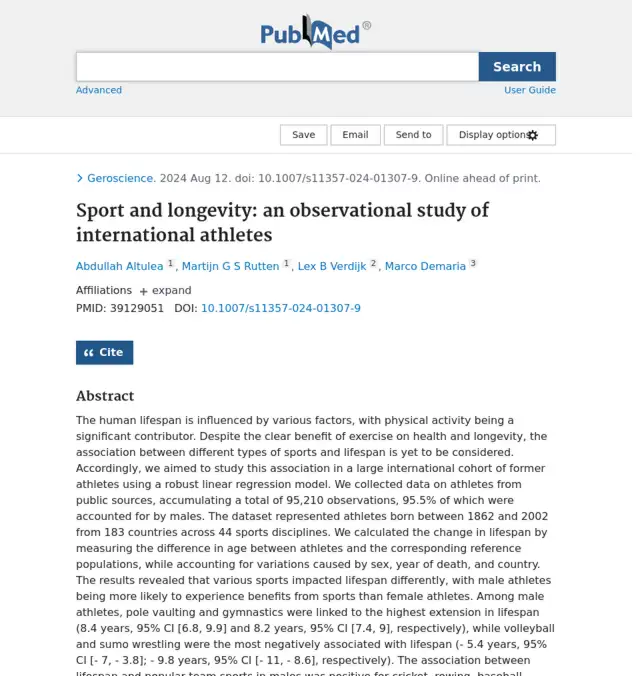 PubMed®
Search
Advanced
User Guide
Save
Email
Send to
Display options
Geroscience. 2024 Aug 12. doi: 10.1007/s11357-024-01307-9. Online ahead of print.
Sport and longevity: an observational study of
international athletes
Abdullah Altulea 1 , Martijn G S Rutten 1 , Lex B Verdijk 2 , Marco Demaria 3
Affiliations + expand
PMID: 39129051 DOI: 10.1007/s11357-024-01307-9
Cite
Abstract
The human lifespan is influenced by various factors, with physical activity being a
significant contributor. Despite the clear benefit of exercise on health and longevity, the
association between different types of sports and lifespan is yet to be considered.
Accordingly, we aimed to study this association in a large international cohort of former
athletes using a robust linear regression model. We collected data on athletes from
public sources, accumulating a total of 95,210 observations, 95.5% of which were
accounted for by males. The dataset represented athletes born between 1862 and 2002
from 183 countries across 44 sports disciplines. We calculated the change in lifespan by
measuring the difference in age between athletes and the corresponding reference
populations, while accounting for variations caused by sex, year of death, and country.
The results revealed that various sports impacted lifespan differently, with male athletes
being more likely to experience benefits from sports than female athletes. Among male
athletes, pole vaulting and gymnastics were linked to the highest extension in lifespan
(8.4 years, 95% CI [6.8, 9.9] and 8.2 years, 95% CI [7.4, 9], respectively), while volleyball
and sumo wrestling were the most negatively associated with lifespan (- 5.4 years, 95%
CI [- 7, - 3.8]; - 9.8 years, 95% CI [- 11, - 8.6], respectively). The association between
lifespan and popular team sports in males was positive for cricket, rowing, baseball